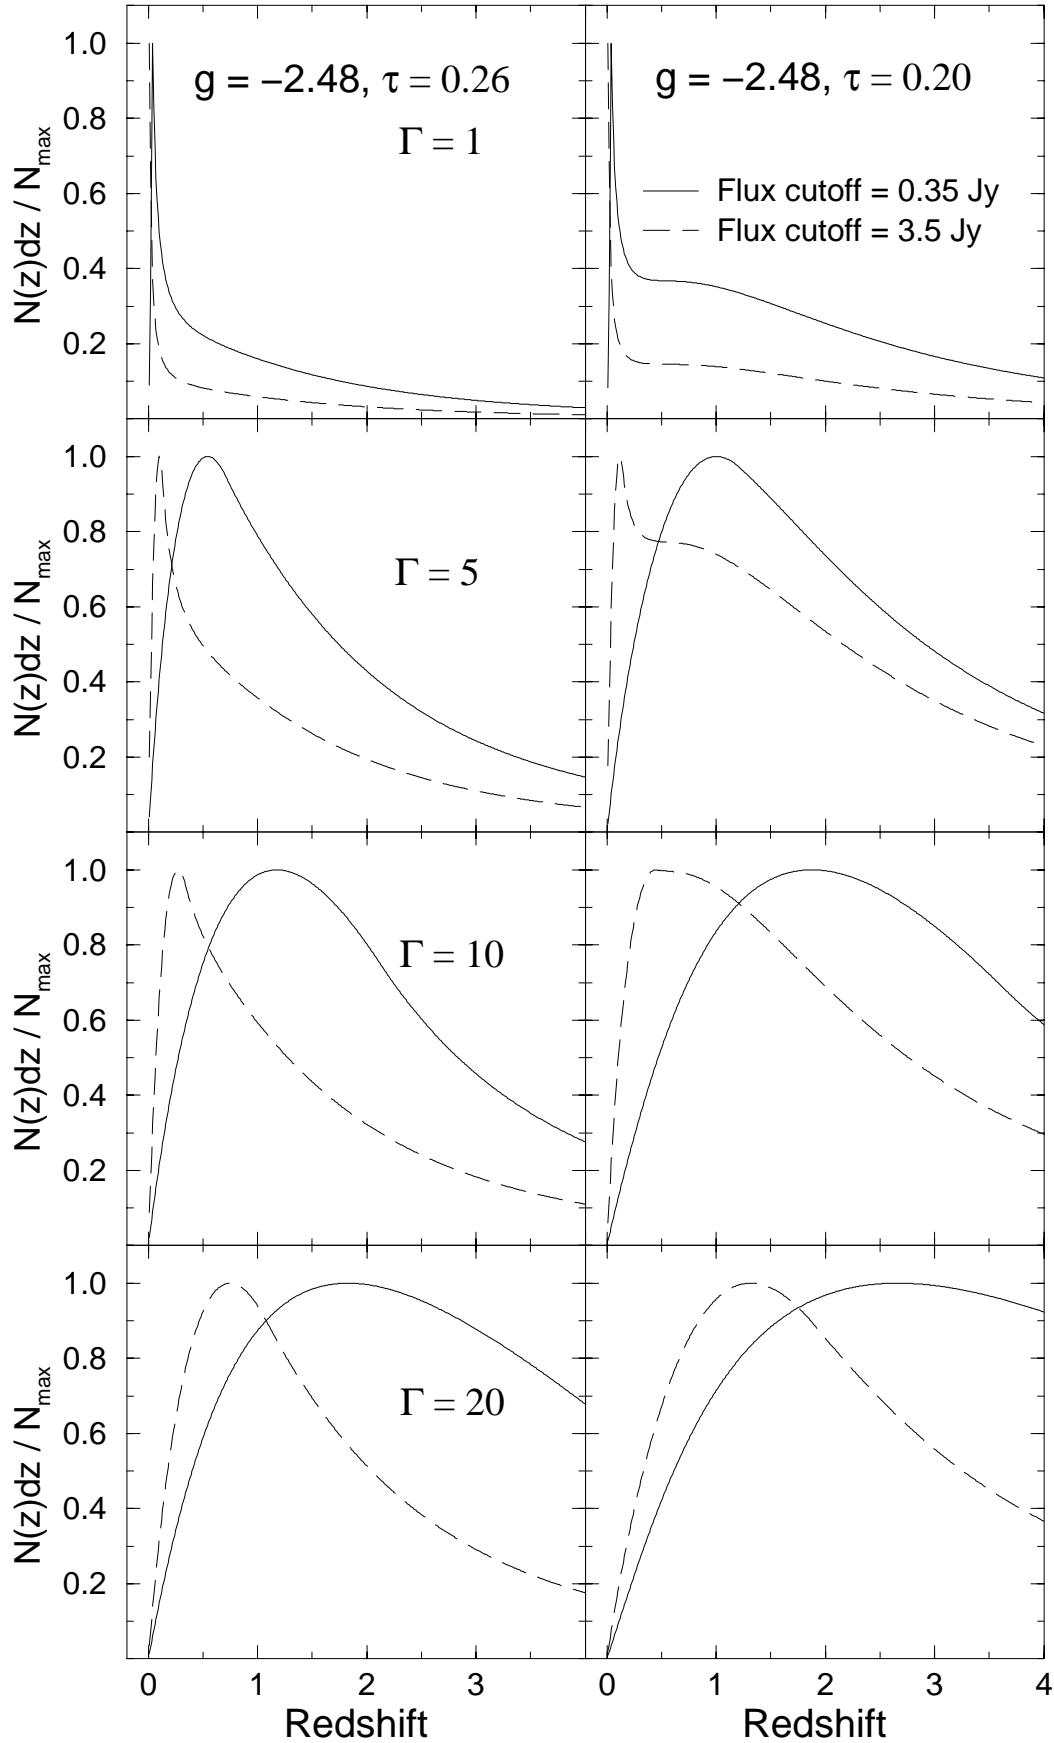 g = −2.48, τ = 0.26
g = −2.48, τ = 0.20
Γ = 1
Flux cutoff = 0.35 Jy
Flux cutoff = 3.5 Jy
1.0
0.8
0.6
0.4
0.2
N(z)dz / Nmax
Γ = 5
1.0
0.8
0.6
0.4
0.2
N(z)dz / Nmax
Γ = 10
1.0
0.8
0.6
0.4
0.2
N(z)dz / Nmax
Γ = 20
1.0
0.8
0.6
0.4
0.2
N(z)dz / Nmax
0 1 2 3
0 1 2 3 4
Redshift
Redshift